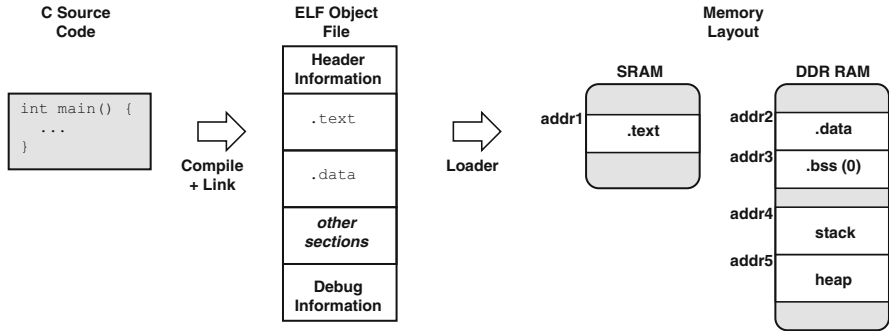 C Source
Code
int main() {
...
}
Compile
+ Link
ELF Object
File
Header
Information
.text
.data
other
sections
Debug
Information
Loader
Memory
Layout
SRAM
addr1
.text
DDR RAM
addr2
.data
addr3
.bss (0)
addr4
stack
addr5
heap